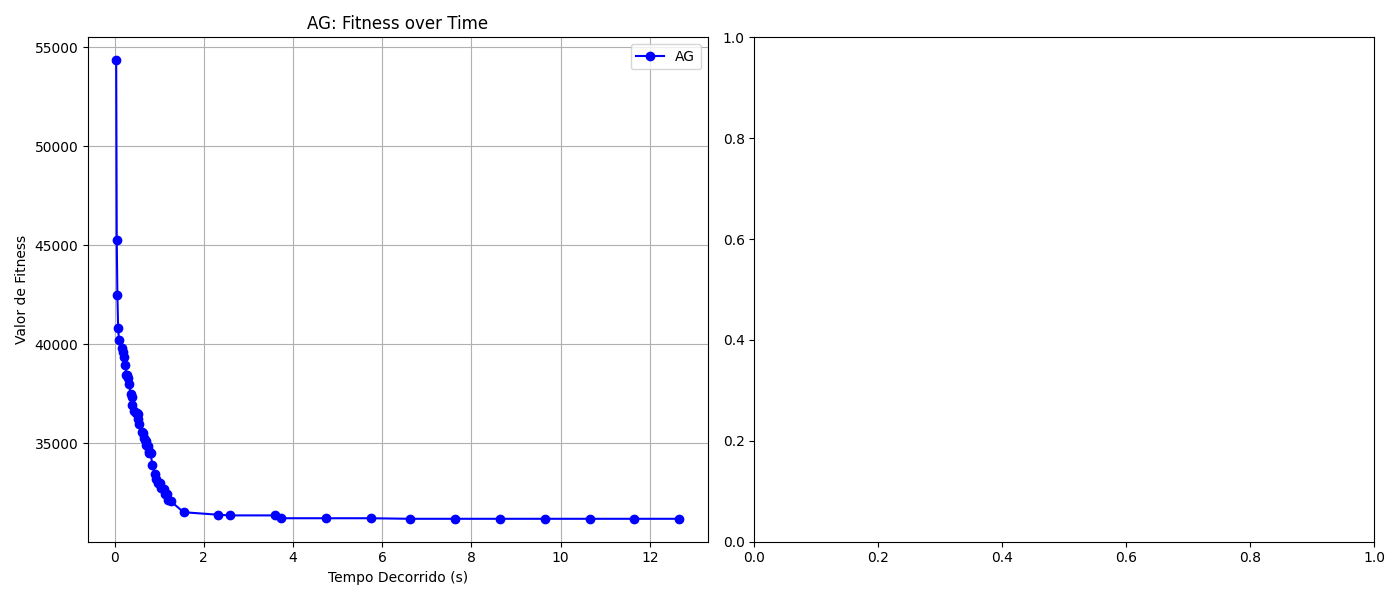 AG: Fitness over Time
AG
Valor de Fitness
55000
50000
45000
40000
35000
0 2 4 6 8 10 12
Tempo Decorrido (s)
1.0
0.8
0.6
0.4
0.2
0.0
0.0 0.2 0.4 0.6 0.8 1.0